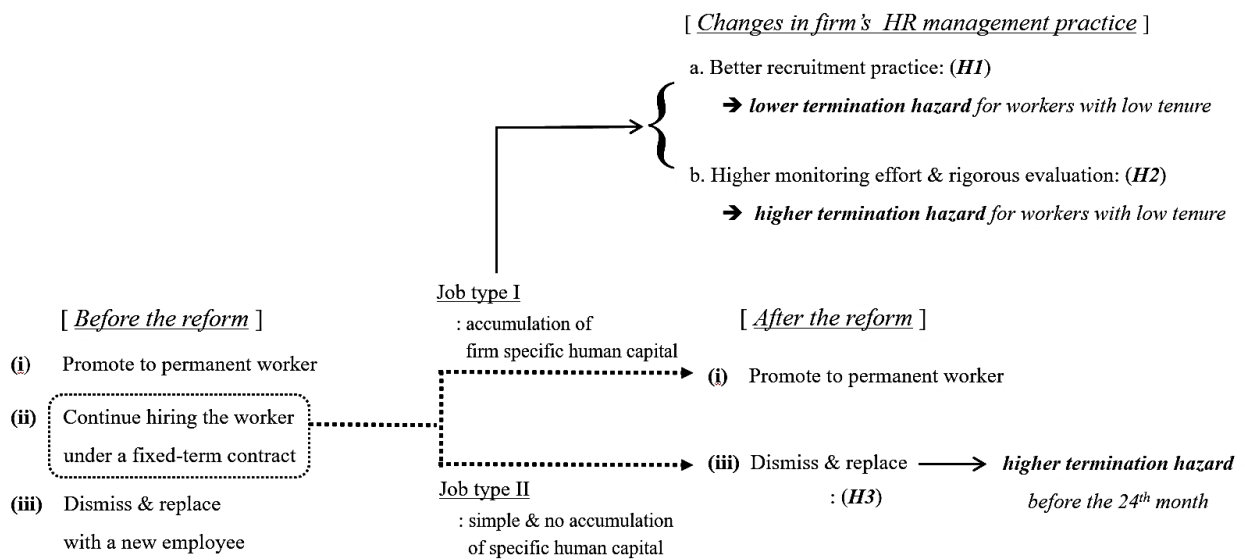 [ Changes in firm's HR management practice ]
a. Better recruitment practice: (H1)
➔ lower termination hazard for workers with low tenure
b. Higher monitoring effort & rigorous evaluation: (H2)
➔ higher termination hazard for workers with low tenure
Job type I
: accumulation of
firm specific human capital
[ Before the reform ]
(i) Promote to permanent worker
(ii) Continue hiring the worker
under a fixed-term contract
(iii) Dismiss & replace
with a new employee
Job type II
: simple & no accumulation
of specific human capital
[ After the reform ]
(i) Promote to permanent worker
(iii) Dismiss & replace
: (H3)
higher termination hazard
before the 24th month